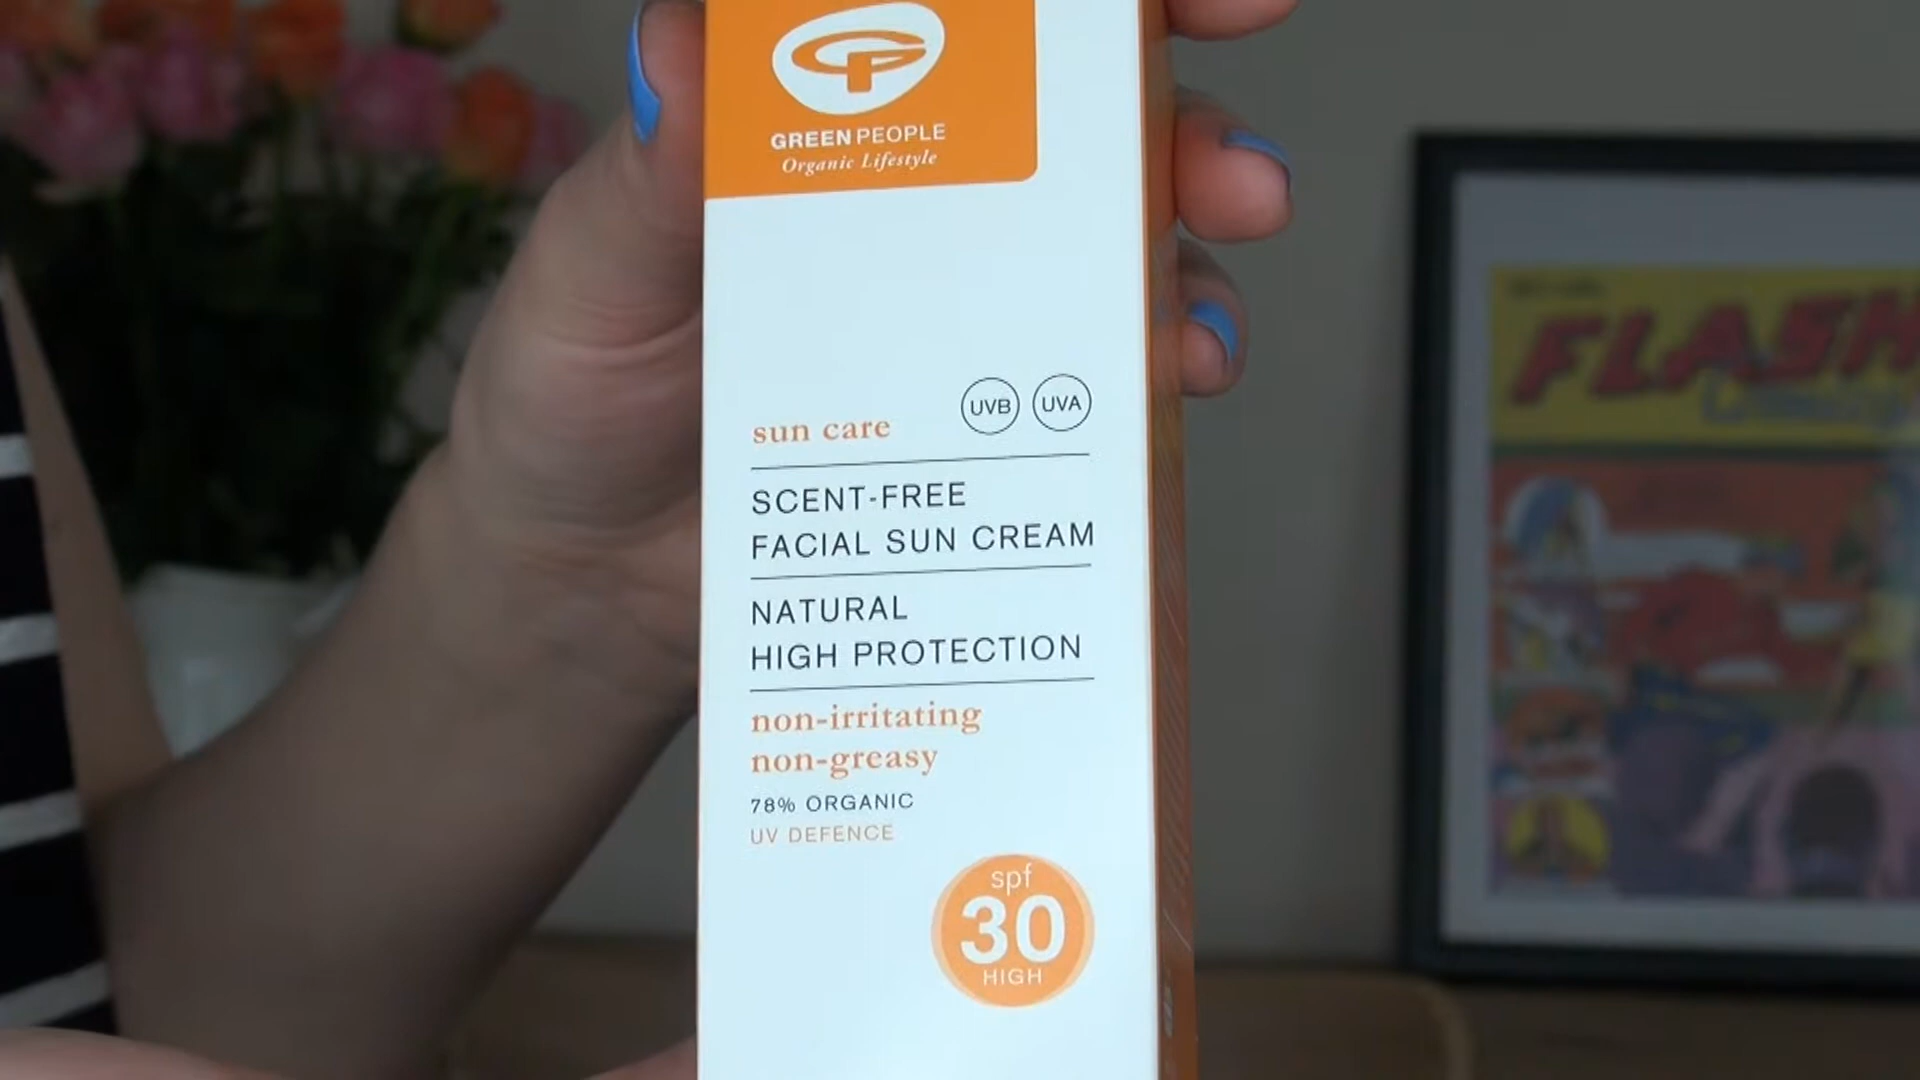 GREEN PEOPLE
Organic Lifestyle
UVB UVA
sun care
SCENT-FREE
FACIAL SUN CREAM
NATURAL
HIGH PROTECTION
non-irritating
non-greasy
78% ORGANIC
UV DEFENCE
spf
30
HIGH
FLASH